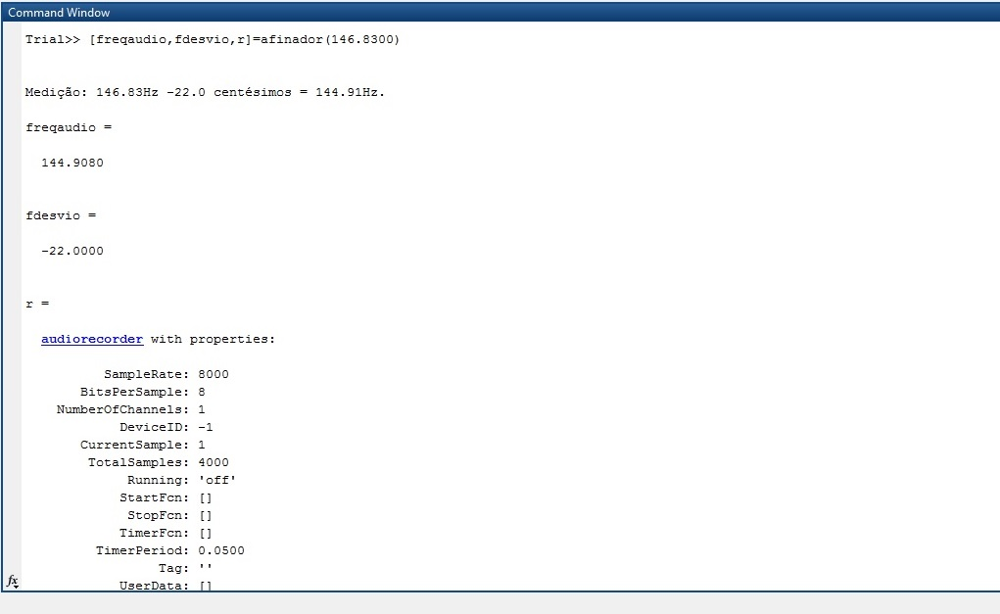 Command Window
Trial>> [freqaudio,fdesvio,r]=afinador(146.8300)
Medição: 146.83Hz -22.0 centésimos = 144.91Hz.
freqaudio =
144.9080
fdesvio =
-22.0000
r =
audiorecorder with properties:
SampleRate: 8000
BitsPerSample: 8
NumberOfChannels: 1
DeviceID: -1
CurrentSample: 1
TotalSamples: 4000
Running: 'off'
StartFcn: []
StopFcn: []
TimerFcn: []
TimerPeriod: 0.0500
Tag: ''
UserData: []
fx